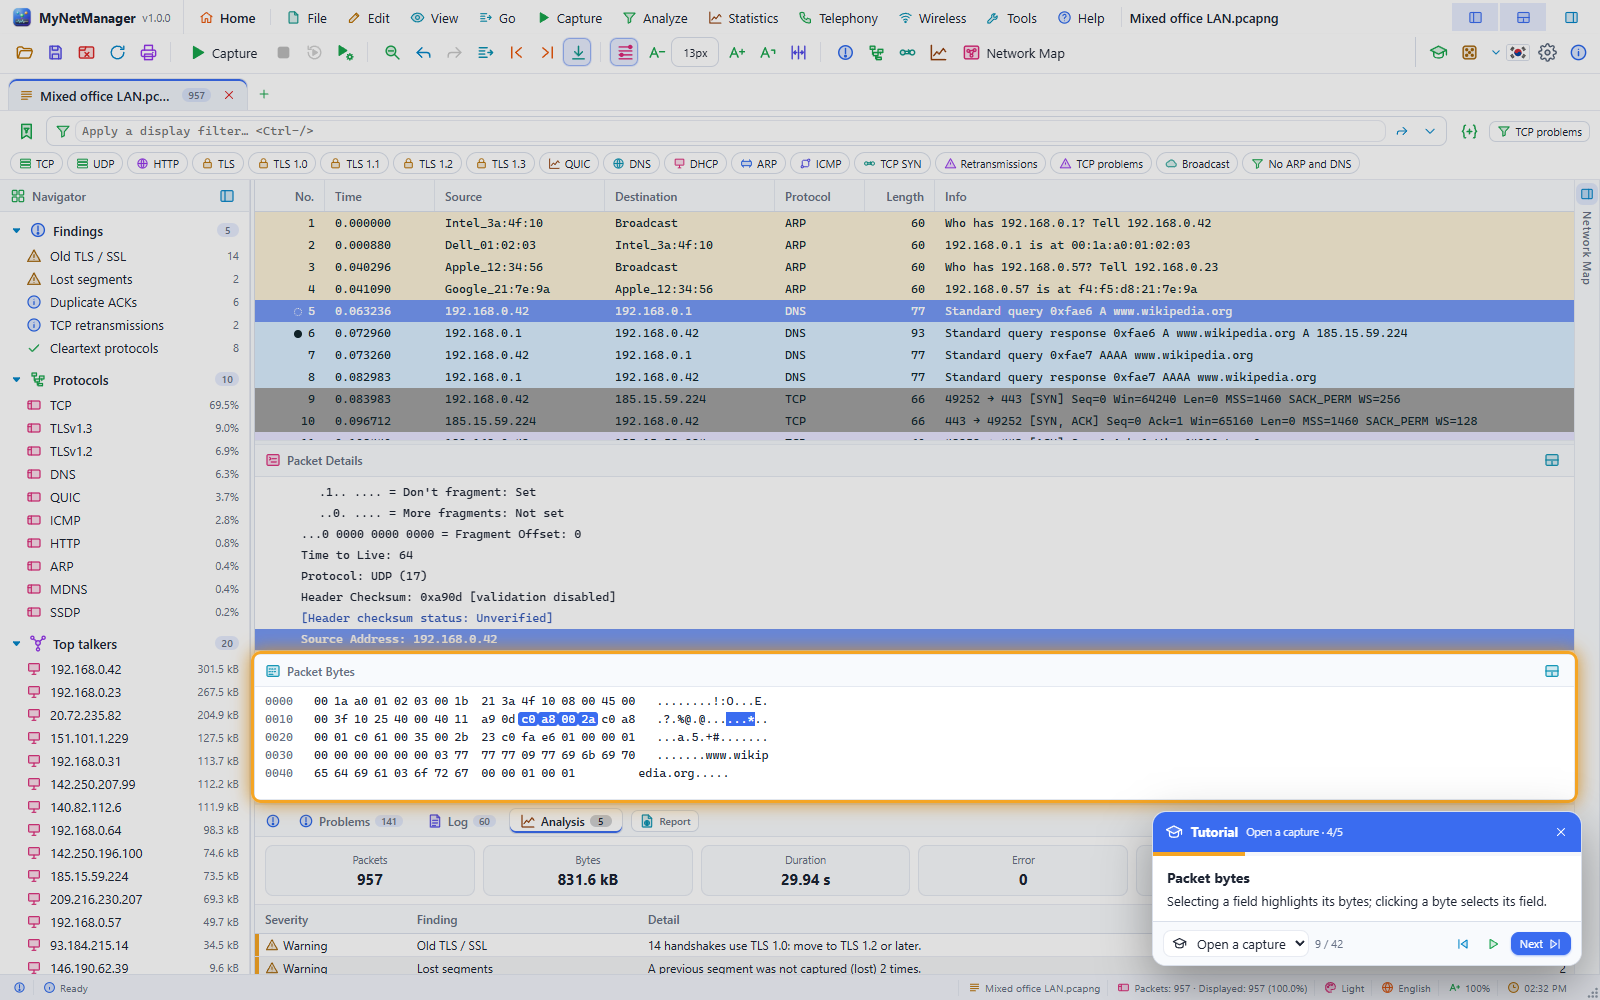 MyNetManager v1.0.0 Home File Edit View Go Capture Analyze Statistics Telephony Wireless Tools Help Mixed office LAN.pcapng
Capture A− 13px A+ Network Map
Mixed office LAN.pc... 957
Apply a display filter… <Ctrl-/> TCP problems
TCP UDP HTTP TLS TLS 1.0 TLS 1.1 TLS 1.2 TLS 1.3 QUIC DNS DHCP ARP ICMP TCP SYN Retransmissions TCP problems Broadcast No ARP and DNS
Navigator
Findings 5
Old TLS / SSL 14
Lost segments 2
Duplicate ACKs 6
TCP retransmissions 2
Cleartext protocols 8
Protocols 10
TCP 69.5%
TLSv1.3 9.0%
TLSv1.2 6.9%
DNS 6.3%
QUIC 3.7%
ICMP 2.8%
HTTP 0.8%
ARP 0.4%
MDNS 0.4%
SSDP 0.2%
Top talkers 20
192.168.0.42 301.5 kB
192.168.0.23 267.5 kB
20.72.235.82 204.9 kB
151.101.1.229 127.5 kB
192.168.0.31 113.7 kB
142.250.207.99 112.2 kB
140.82.112.6 111.9 kB
192.168.0.64 98.3 kB
142.250.196.100 74.6 kB
185.15.59.224 73.5 kB
209.216.230.207 69.3 kB
192.168.0.57 49.7 kB
93.184.215.14 34.5 kB
146.190.62.39 9.6 kB
No. Time Source Destination Protocol Length Info
1 0.000000 Intel_3a:4f:10 Broadcast ARP 60 Who has 192.168.0.1? Tell 192.168.0.42
2 0.000880 Dell_01:02:03 Intel_3a:4f:10 ARP 60 192.168.0.1 is at 00:1a:a0:01:02:03
3 0.040296 Apple_12:34:56 Broadcast ARP 60 Who has 192.168.0.57? Tell 192.168.0.23
4 0.041090 Google_21:7e:9a Apple_12:34:56 ARP 60 192.168.0.57 is at f4:f5:d8:21:7e:9a
5 0.063236 192.168.0.42 192.168.0.1 DNS 77 Standard query 0xfae6 A www.wikipedia.org
6 0.072960 192.168.0.1 192.168.0.42 DNS 93 Standard query response 0xfae6 A www.wikipedia.org A 185.15.59.224
7 0.073260 192.168.0.42 192.168.0.1 DNS 77 Standard query 0xfae7 AAAA www.wikipedia.org
8 0.082983 192.168.0.1 192.168.0.42 DNS 77 Standard query response 0xfae7 AAAA www.wikipedia.org
9 0.083983 192.168.0.42 185.15.59.224 TCP 66 49252 → 443 [SYN] Seq=0 Win=64240 Len=0 MSS=1460 SACK_PERM WS=256
10 0.096712 185.15.59.224 192.168.0.42 TCP 66 443 → 49252 [SYN, ACK] Seq=0 Ack=1 Win=65160 Len=0 MSS=1460 SACK_PERM WS=128
Network Map
Packet Details
.1.. .... = Don't fragment: Set
..0. .... = More fragments: Not set
...0 0000 0000 0000 = Fragment Offset: 0
Time to Live: 64
Protocol: UDP (17)
Header Checksum: 0xa90d [validation disabled]
[Header checksum status: Unverified]
Source Address: 192.168.0.42
Packet Bytes
0000 00 1a a0 01 02 03 00 1b 21 3a 4f 10 08 00 45 00 ........!:O...E.
0010 00 3f 10 25 40 00 40 11 a9 0d c0 a8 00 2a c0 a8 .?.%@.@......*..
0020 00 01 c0 61 00 35 00 2b 23 c0 fa e6 01 00 00 01 ...a.5.+#.......
0030 00 00 00 00 00 00 03 77 77 77 09 77 69 6b 69 70 .......www.wikip
0040 65 64 69 61 03 6f 72 67 00 00 01 00 01 edia.org.....
Problems 141 Log 60 Analysis 5 Report
Packets 957
Bytes 831.6 kB
Duration 29.94 s
Error 0
Severity Finding Detail
Warning Old TLS / SSL 14 handshakes use TLS 1.0: move to TLS 1.2 or later.
Warning Lost segments A previous segment was not captured (lost) 2 times. 2
Tutorial Open a capture · 4/5
Packet bytes
Selecting a field highlights its bytes; clicking a byte selects its field.
Open a capture 9 / 42 Next
Ready Mixed office LAN.pcapng Packets: 957 · Displayed: 957 (100.0%) Light English A+ 100% 02:32 PM